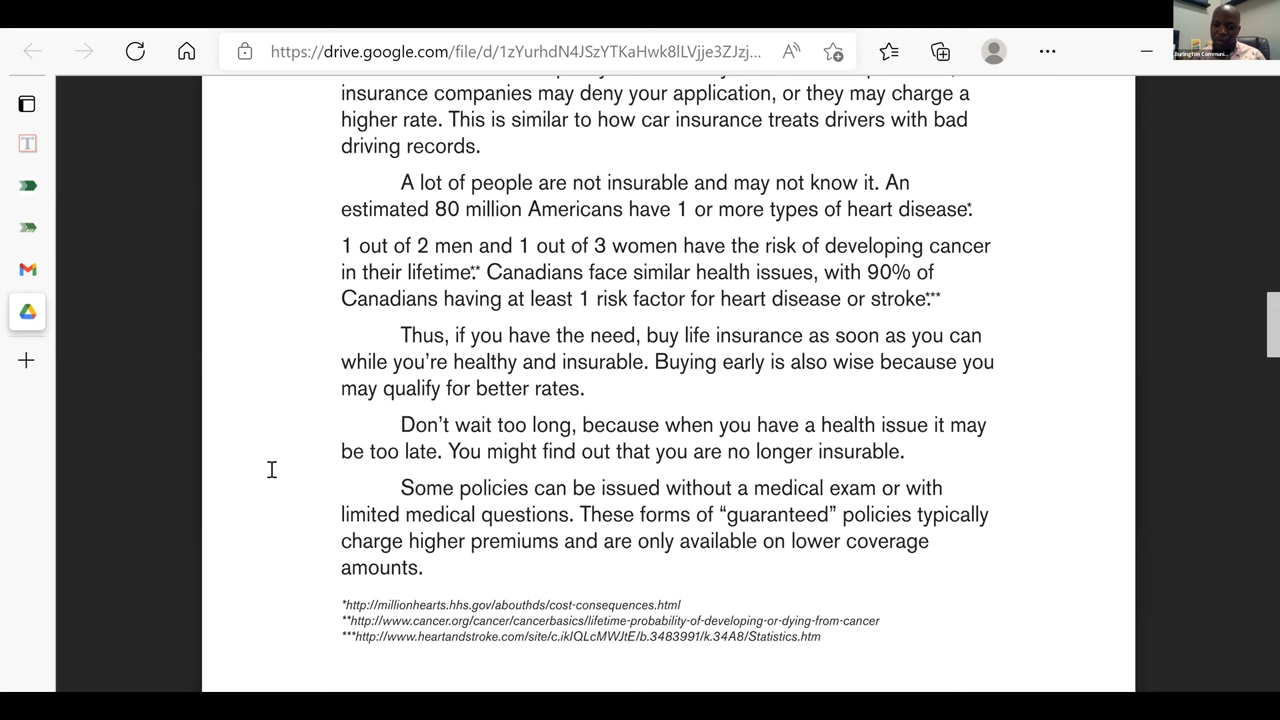 https://drive.google.com/file/d/1zYurhdN4JSzYTKaHwk8lLVjje3ZJzj...
insurance companies may deny your application, or they may charge a
higher rate. This is similar to how car insurance treats drivers with bad
driving records.
A lot of people are not insurable and may not know it. An
estimated 80 million Americans have 1 or more types of heart disease*.
1 out of 2 men and 1 out of 3 women have the risk of developing cancer
in their lifetime.** Canadians face similar health issues, with 90% of
Canadians having at least 1 risk factor for heart disease or stroke.***
Thus, if you have the need, buy life insurance as soon as you can
while you’re healthy and insurable. Buying early is also wise because you
may qualify for better rates.
Don’t wait too long, because when you have a health issue it may
be too late. You might find out that you are no longer insurable.
Some policies can be issued without a medical exam or with
limited medical questions. These forms of “guaranteed” policies typically
charge higher premiums and are only available on lower coverage
amounts.
*http://millionhearts.hhs.gov/abouthds/cost-consequences.html
**http://www.cancer.org/cancer/cancerbasics/lifetime-probability-of-developing-or-dying-from-cancer
***http://www.heartandstroke.com/site/c.ikIQLcMWJtE/b.3483991/k.34A8/Statistics.htm